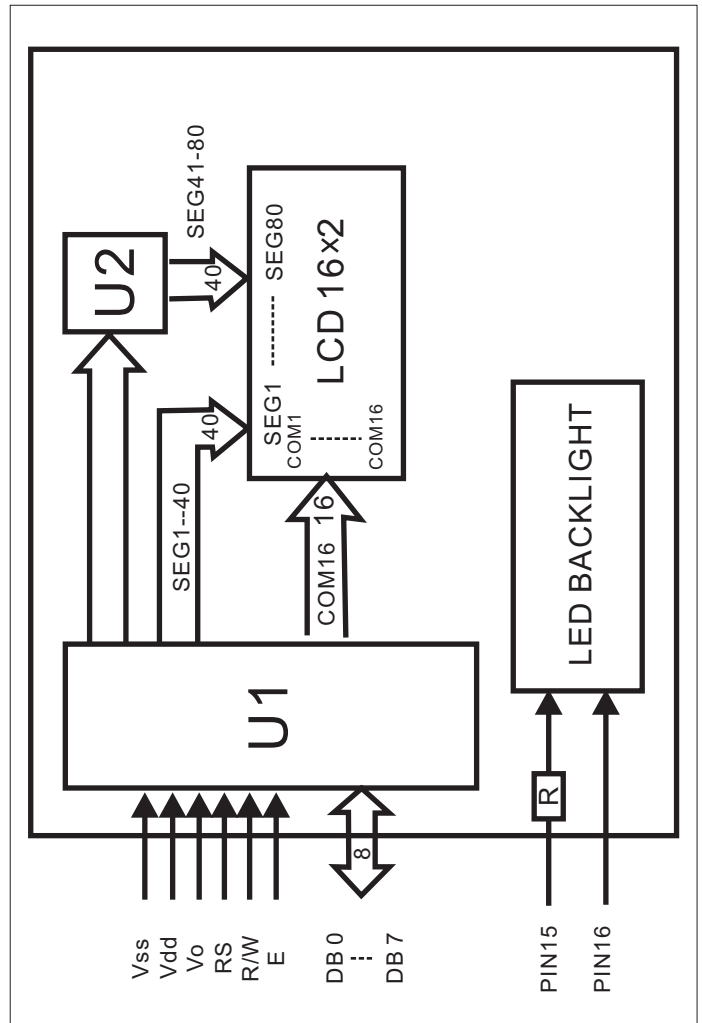 Vss
Vdd
Vo
RS
R/W
E
DB0
----
DB7
PIN15
PIN16
R
8
U1
SEG1--40
40
COM16 16
U2
SEG41-80
40
SEG1 --------- SEG80
COM1
-------
COM16
LCD 16×2
LED BACKLIGHT